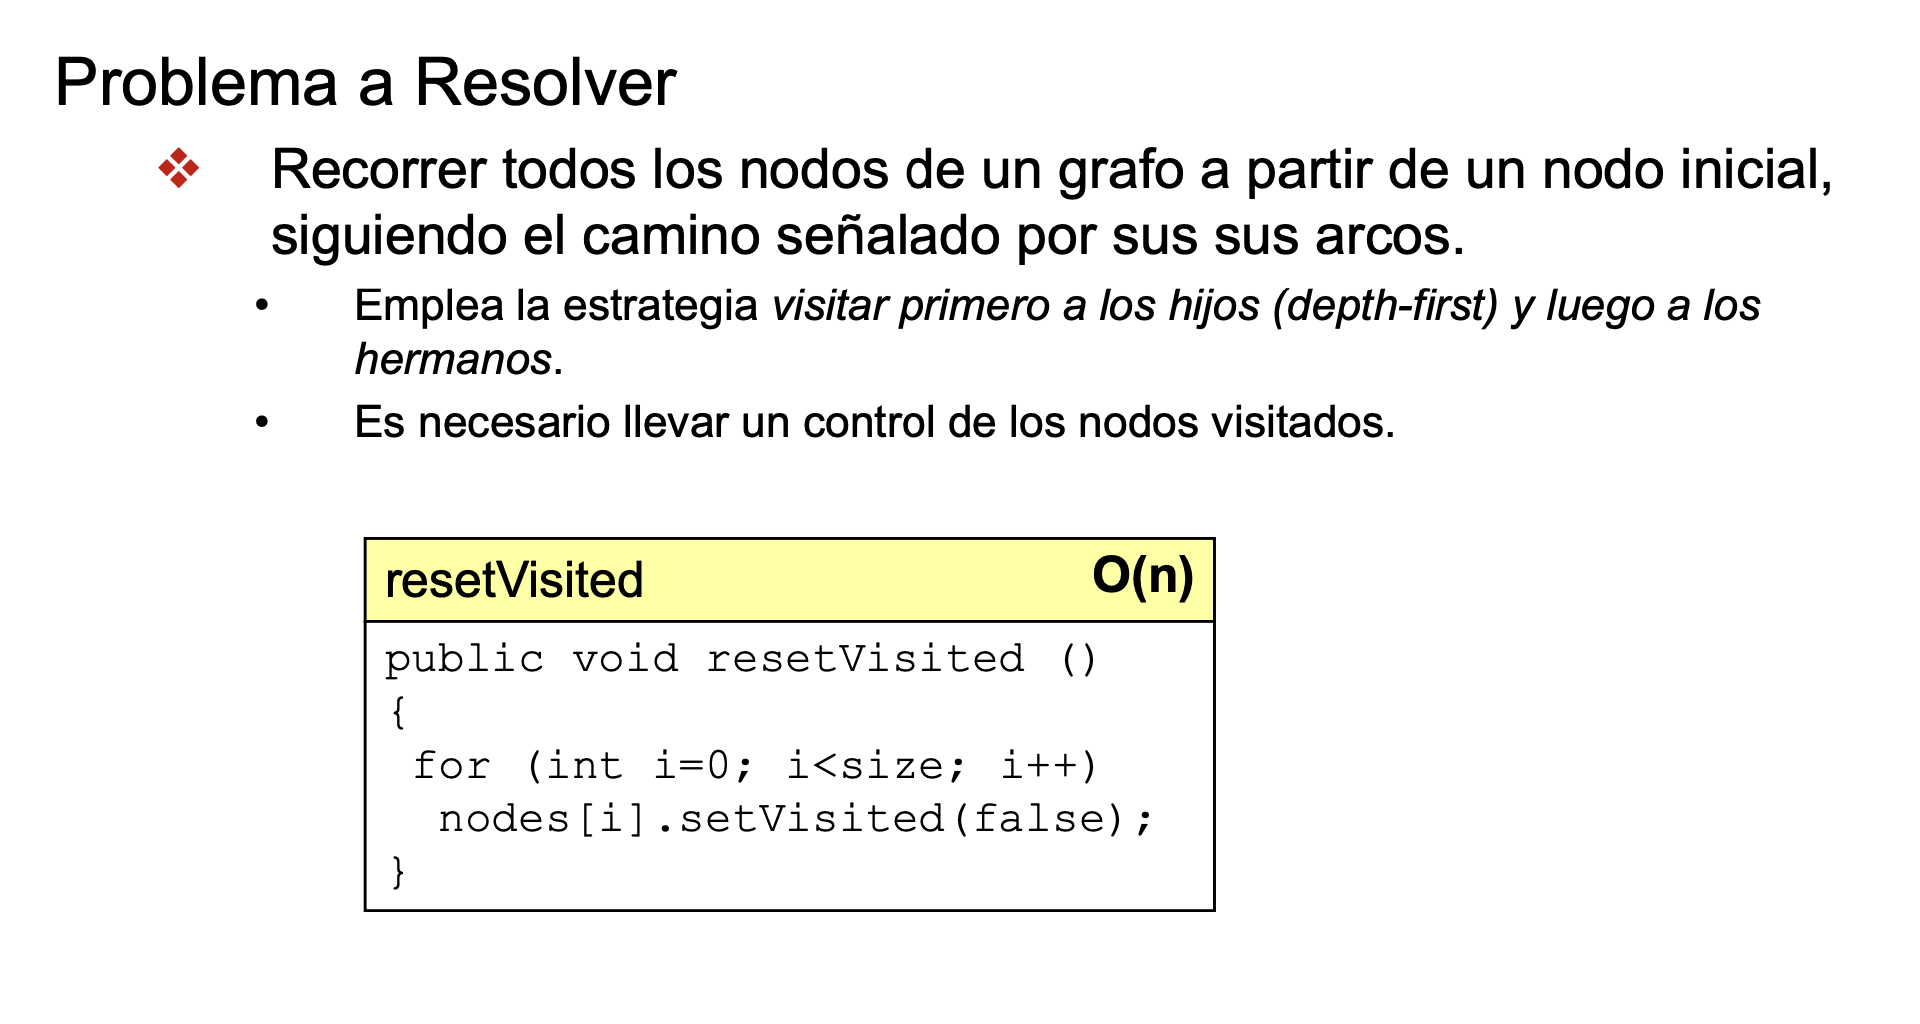 Problema a Resolver
❖ Recorrer todos los nodos de un grafo a partir de un nodo inicial,
siguiendo el camino señalado por sus sus arcos.
• Emplea la estrategia visitar primero a los hijos (depth-first) y luego a los
hermanos.
• Es necesario llevar un control de los nodos visitados.
resetVisited O(n)
public void resetVisited ()
{
for (int i=0; i<size; i++)
nodes[i].setVisited(false);
}